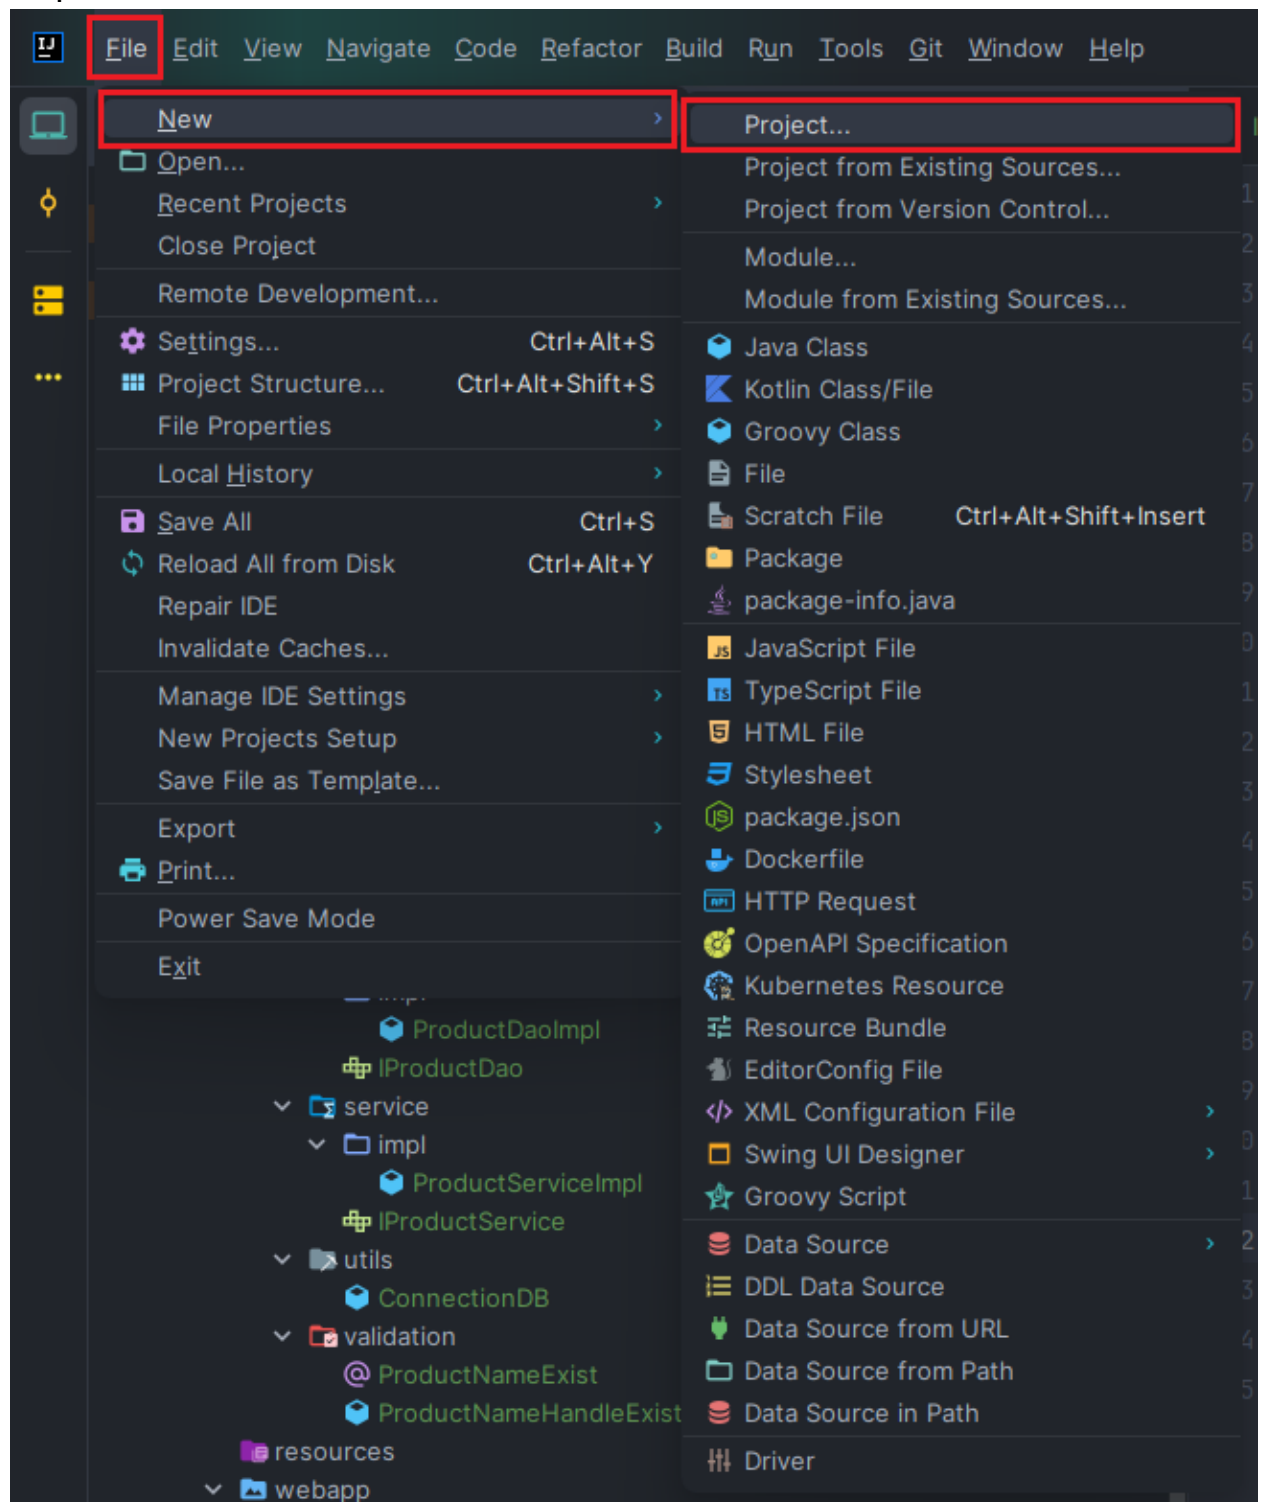 IJ File Edit View Navigate Code Refactor Build Run Tools Git Window Help
New
Open...
Recent Projects
Close Project
Remote Development...
Settings... Ctrl+Alt+S
Project Structure... Ctrl+Alt+Shift+S
File Properties
Local History
Save All Ctrl+S
Reload All from Disk Ctrl+Alt+Y
Repair IDE
Invalidate Caches...
Manage IDE Settings
New Projects Setup
Save File as Template...
Export
Print...
Power Save Mode
Exit
Project...
Project from Existing Sources...
Project from Version Control...
Module...
Module from Existing Sources...
Java Class
Kotlin Class/File
Groovy Class
File
Scratch File Ctrl+Alt+Shift+Insert
Package
package-info.java
JavaScript File
TypeScript File
HTML File
Stylesheet
package.json
Dockerfile
HTTP Request
OpenAPI Specification
Kubernetes Resource
Resource Bundle
EditorConfig File
XML Configuration File
Swing UI Designer
Groovy Script
Data Source
DDL Data Source
Data Source from URL
Data Source from Path
Data Source in Path
Driver
ProductDaoImpl
IProductDao
service
impl
ProductServiceImpl
IProductService
utils
ConnectionDB
validation
ProductNameExist
ProductNameHandleExist
resources
webapp